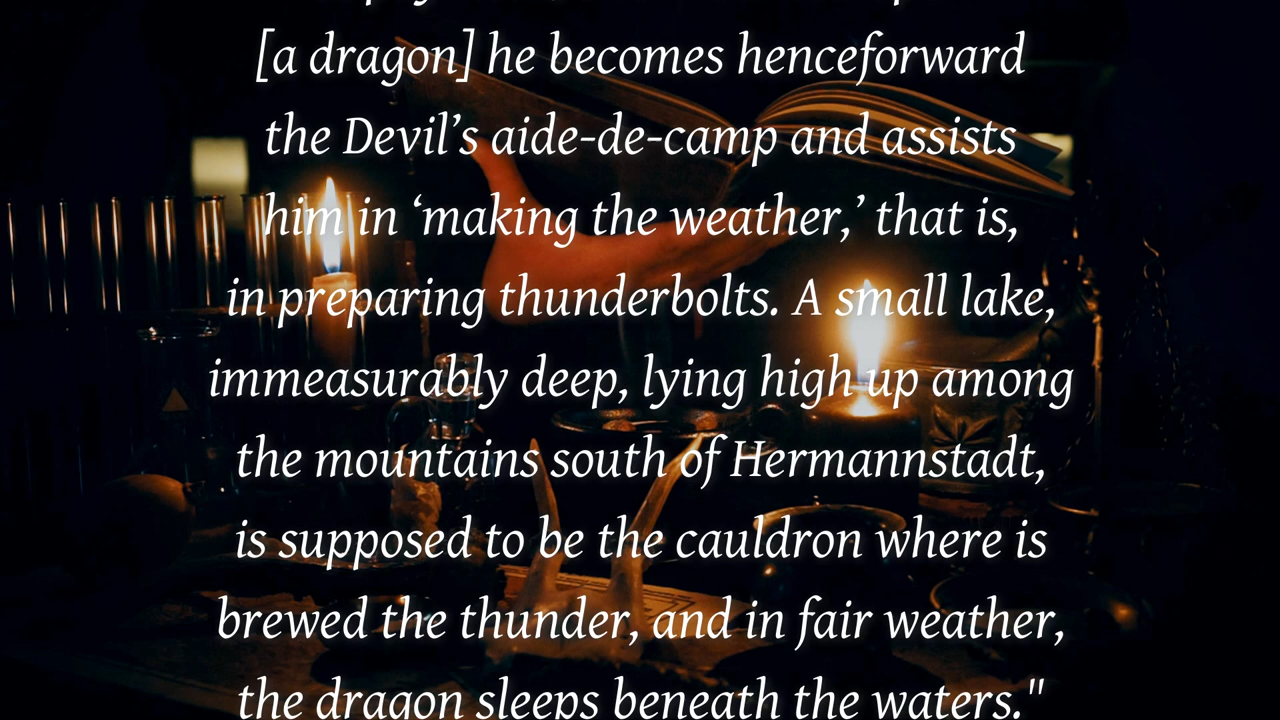 [a dragon] he becomes henceforward
the Devil’s aide-de-camp and assists
him in ‘making the weather,’ that is,
in preparing thunderbolts. A small lake,
immeasurably deep, lying high up among
the mountains south of Hermannstadt,
is supposed to be the cauldron where is
brewed the thunder, and in fair weather,
the dragon sleeps beneath the waters."